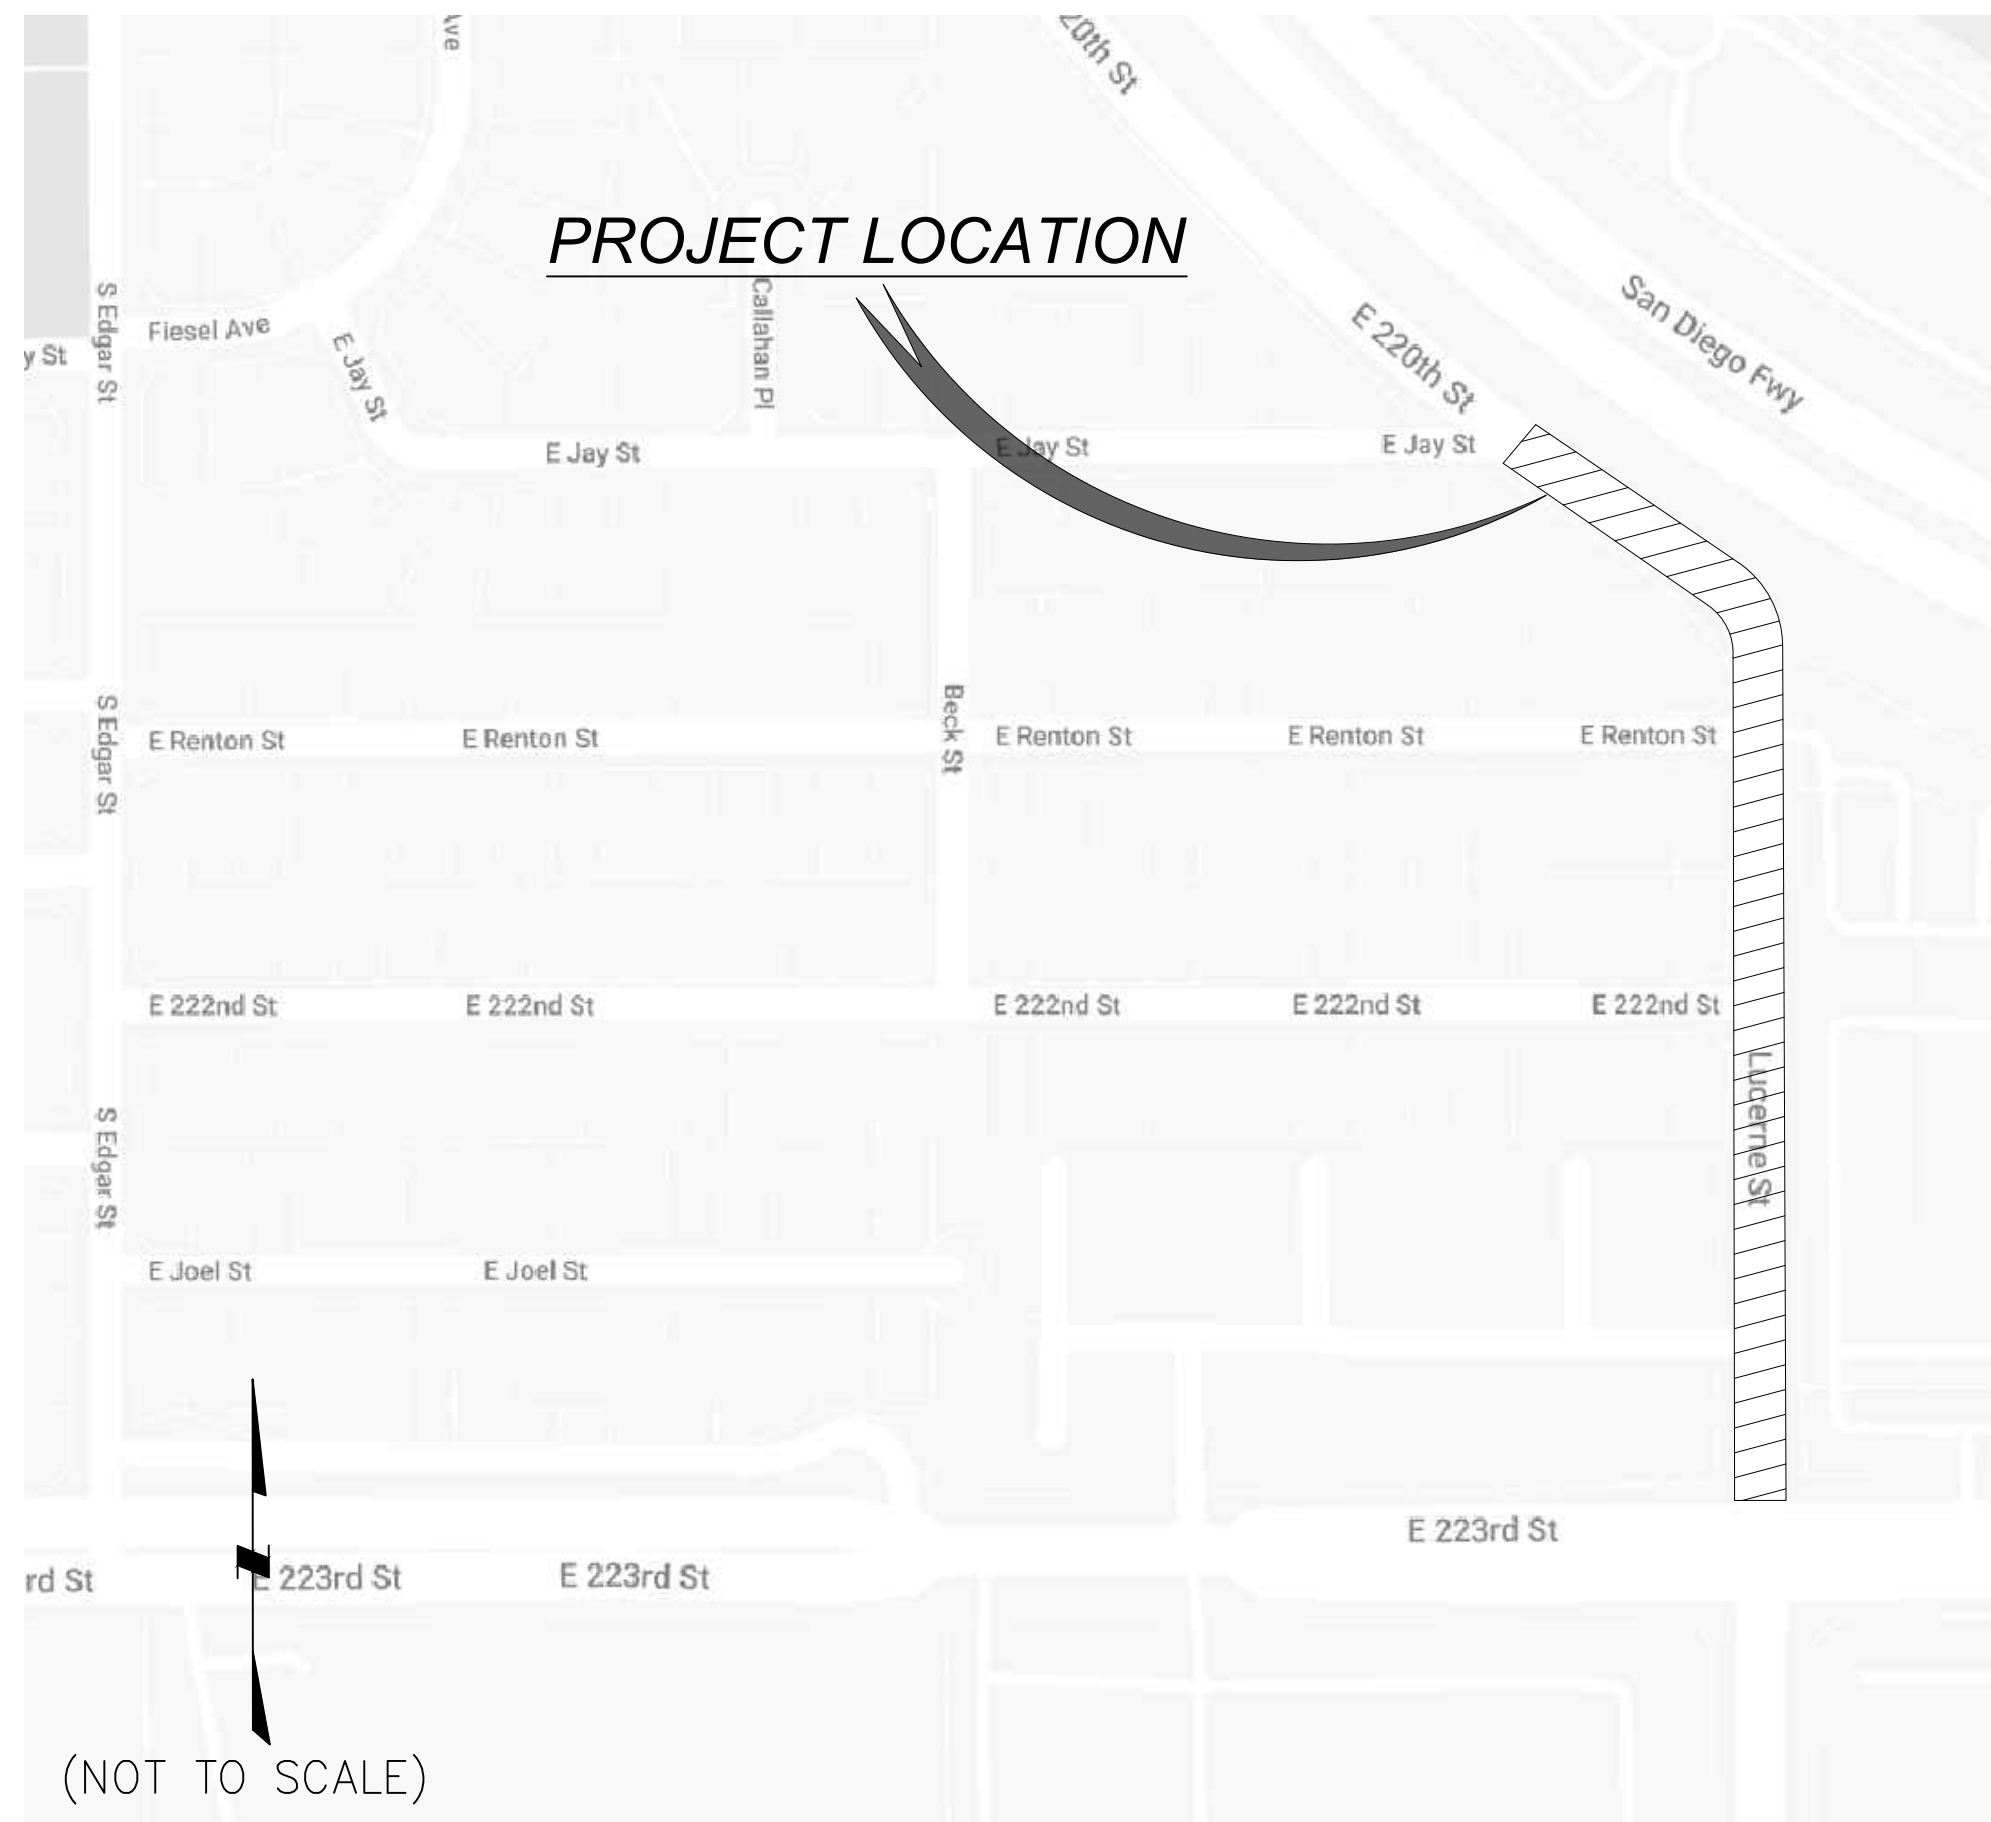 Ave
20th St
PROJECT LOCATION
San Diego Fwy
S Edgar St
Callahan Pl
E 220th St
Fiesel Ave
y St
E Jay St
E Jay St
E Jay St
E Jay St
S Edgar St
Beck St
E Renton St
E Renton St
E Renton St
E Renton St
E Renton St
E 222nd St
E 222nd St
E 222nd St
E 222nd St
E 222nd St
Lucerne St
S Edgar St
E Joel St
E Joel St
E 223rd St
rd St
E 223rd St
E 223rd St
(NOT TO SCALE)